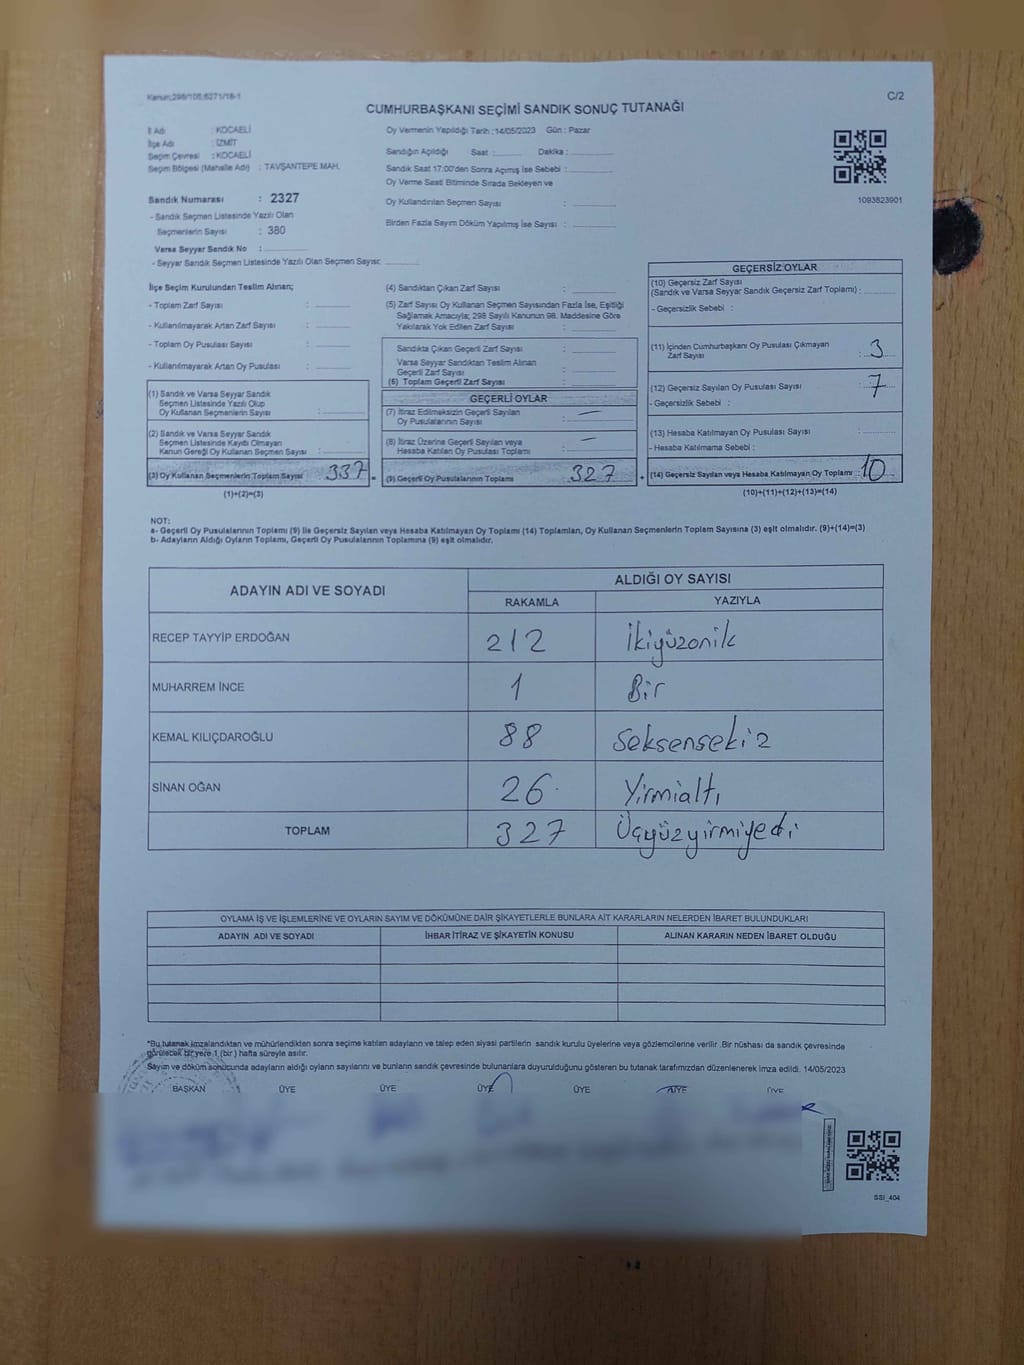 Kanun;298/105;6271/18-1
C/2
CUMHURBAŞKANI SEÇİMİ SANDIK SONUÇ TUTANAĞI
İl Adı : KOCAELİ
İlçe Adı : İZMİT
Seçim Çevresi : KOCAELİ
Seçim Bölgesi (Mahalle Adı) : TAVŞANTEPE MAH.
Sandık Numarası : 2327
- Sandık Seçmen Listesinde Yazılı Olan
Seçmenlerin Sayısı : 380
Varsa Seyyar Sandık No :
- Seyyar Sandık Seçmen Listesinde Yazılı Olan Seçmen Sayısı:
Oy Vermenin Yapıldığı Tarih :14/05/2023 Gün : Pazar
Sandığın Açıldığı Saat : Dakika :
Sandık Saat 17:00'den Sonra Açılmış İse Sebebi :
Oy Verme Saati Bitiminde Sırada Bekleyen ve
Oy Kullandırılan Seçmen Sayısı :
Birden Fazla Sayım Döküm Yapılmış İse Sayısı :
1093823901
İlçe Seçim Kurulundan Teslim Alınan;
- Toplam Zarf Sayısı :
- Kullanılmayarak Artan Zarf Sayısı :
- Toplam Oy Pusulası Sayısı :
- Kullanılmayarak Artan Oy Pusulası :
(4) Sandıktan Çıkan Zarf Sayısı :
(5) Zarf Sayısı Oy Kullanan Seçmen Sayısından Fazla İse, Eşitliği
Sağlamak Amacıyla; 298 Sayılı Kanunun 98. Maddesine Göre
Yakılarak Yok Edilen Zarf Sayısı :
Sandıkta Çıkan Geçerli Zarf Sayısı :
Varsa Seyyar Sandıktan Teslim Alınan
Geçerli Zarf Sayısı :
(6) Toplam Geçerli Zarf Sayısı :
GEÇERSİZ OYLAR
(10) Geçersiz Zarf Sayısı
(Sandık ve Varsa Seyyar Sandık Geçersiz Zarf Toplamı) :
- Geçersizlik Sebebi :
(11) İçinden Cumhurbaşkanı Oy Pusulası Çıkmayan
Zarf Sayısı : 3
(12) Geçersiz Sayılan Oy Pusulası Sayısı : 7
- Geçersizlik Sebebi :
(13) Hesaba Katılmayan Oy Pusulası Sayısı :
- Hesaba Katılmama Sebebi :
(14) Geçersiz Sayılan veya Hesaba Katılmayan Oy Toplamı : 10
(10)+(11)+(12)+(13)=(14)
(1) Sandık ve Varsa Seyyar Sandık
Seçmen Listesinde Yazılı Olup
Oy Kullanan Seçmenlerin Sayısı :
(2) Sandık ve Varsa Seyyar Sandık
Seçmen Listesinde Kaydı Olmayan
Kanun Gereği Oy Kullanan Seçmen Sayısı :
(3) Oy Kullanan Seçmenlerin Toplam Sayısı 337 =
(1)+(2)=(3)
GEÇERLİ OYLAR
(7) İtiraz Edilmeksizin Geçerli Sayılan
Oy Pusulalarının Sayısı : —
(8) İtiraz Üzerine Geçerli Sayılan veya
Hesaba Katılan Oy Pusulası Toplamı : —
(9) Geçerli Oy Pusulalarının Toplamı 327 +
NOT:
a- Geçerli Oy Pusulalarının Toplamı (9) ile Geçersiz Sayılan veya Hesaba Katılmayan Oy Toplamı (14) Toplamları, Oy Kullanan Seçmenlerin Toplam Sayısına (3) eşit olmalıdır. (9)+(14)=(3)
b- Adayların Aldığı Oyların Toplamı, Geçerli Oy Pusulalarının Toplamına (9) eşit olmalıdır.
ADAYIN ADI VE SOYADI ALDIĞI OY SAYISI
RAKAMLA YAZIYLA
RECEP TAYYİP ERDOĞAN 212 İkiyüzonik
MUHARREM İNCE 1 Bir
KEMAL KILIÇDAROĞLU 88 Seksensekiz
SİNAN OĞAN 26 Yirmialtı
TOPLAM 327 Üçyüzyirmiyedi
OYLAMA İŞ VE İŞLEMLERİNE VE OYLARIN SAYIM VE DÖKÜMÜNE DAİR ŞİKAYETLERLE BUNLARA AİT KARARLARIN NELERDEN İBARET BULUNDUKLARI
ADAYIN ADI VE SOYADI İHBAR İTİRAZ VE ŞİKAYETİN KONUSU ALINAN KARARIN NEDEN İBARET OLDUĞU
*Bu tutanak imzalandıktan ve mühürlendikten sonra seçime katılan adayların ve talep eden siyasi partilerin sandık kurulu üyelerine veya gözlemcilerine verilir .Bir nüshası da sandık çevresinde
görülecek bir yere 1 (bir ) hafta süreyle asılır.
Sayım ve döküm sonucunda adayların aldığı oyların sayılarını ve bunların sandık çevresinde bulunanlara duyurulduğunu gösteren bu tutanak tarafımızdan düzenlenerek imza edildi. 14/05/2023
BAŞKAN ÜYE ÜYE ÜYE ÜYE ÜYE ÜYE
SSI_404